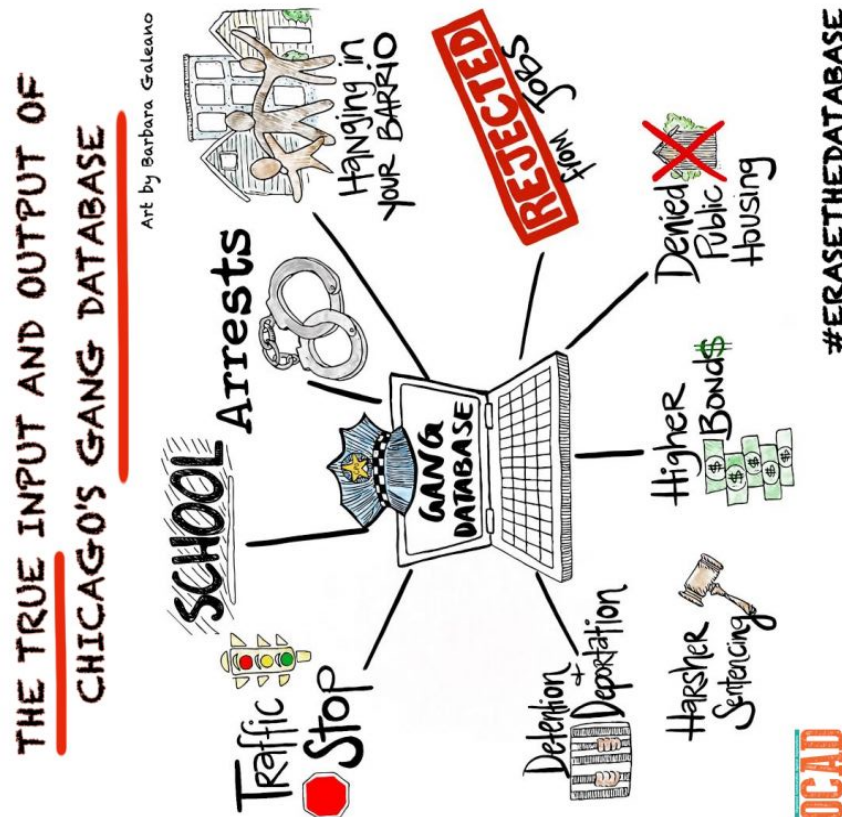 THE TRUE INPUT AND OUTPUT OF
CHICAGO'S GANG DATABASE
Art by Barbara Galeano
Traffic
Stop
SCHOOL
Arrests
Hanging in
YOUR BARRIO
GANG
DATABASE
Detention
+
Deportation
Harsher
Sentencing
Higher
Bond$
Denied
Public
Housing
REJECTED
from JOBS
OCAD
#ERASETHEDATABASE